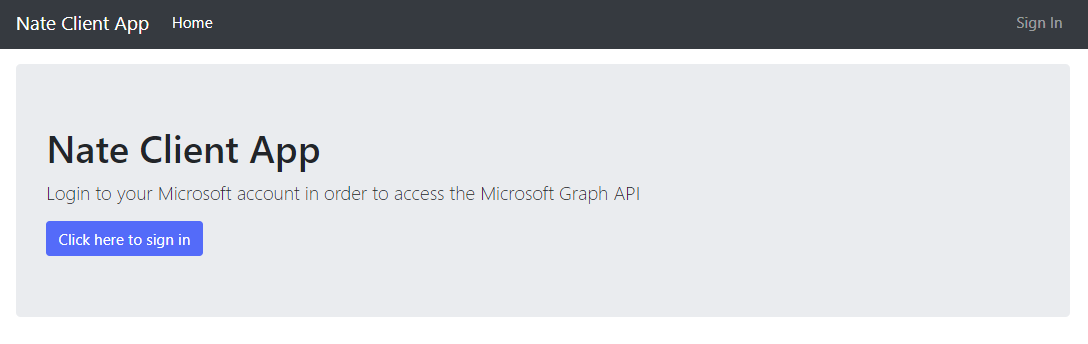 Nate Client App Home Sign In
Nate Client App
Login to your Microsoft account in order to access the Microsoft Graph API
Click here to sign in